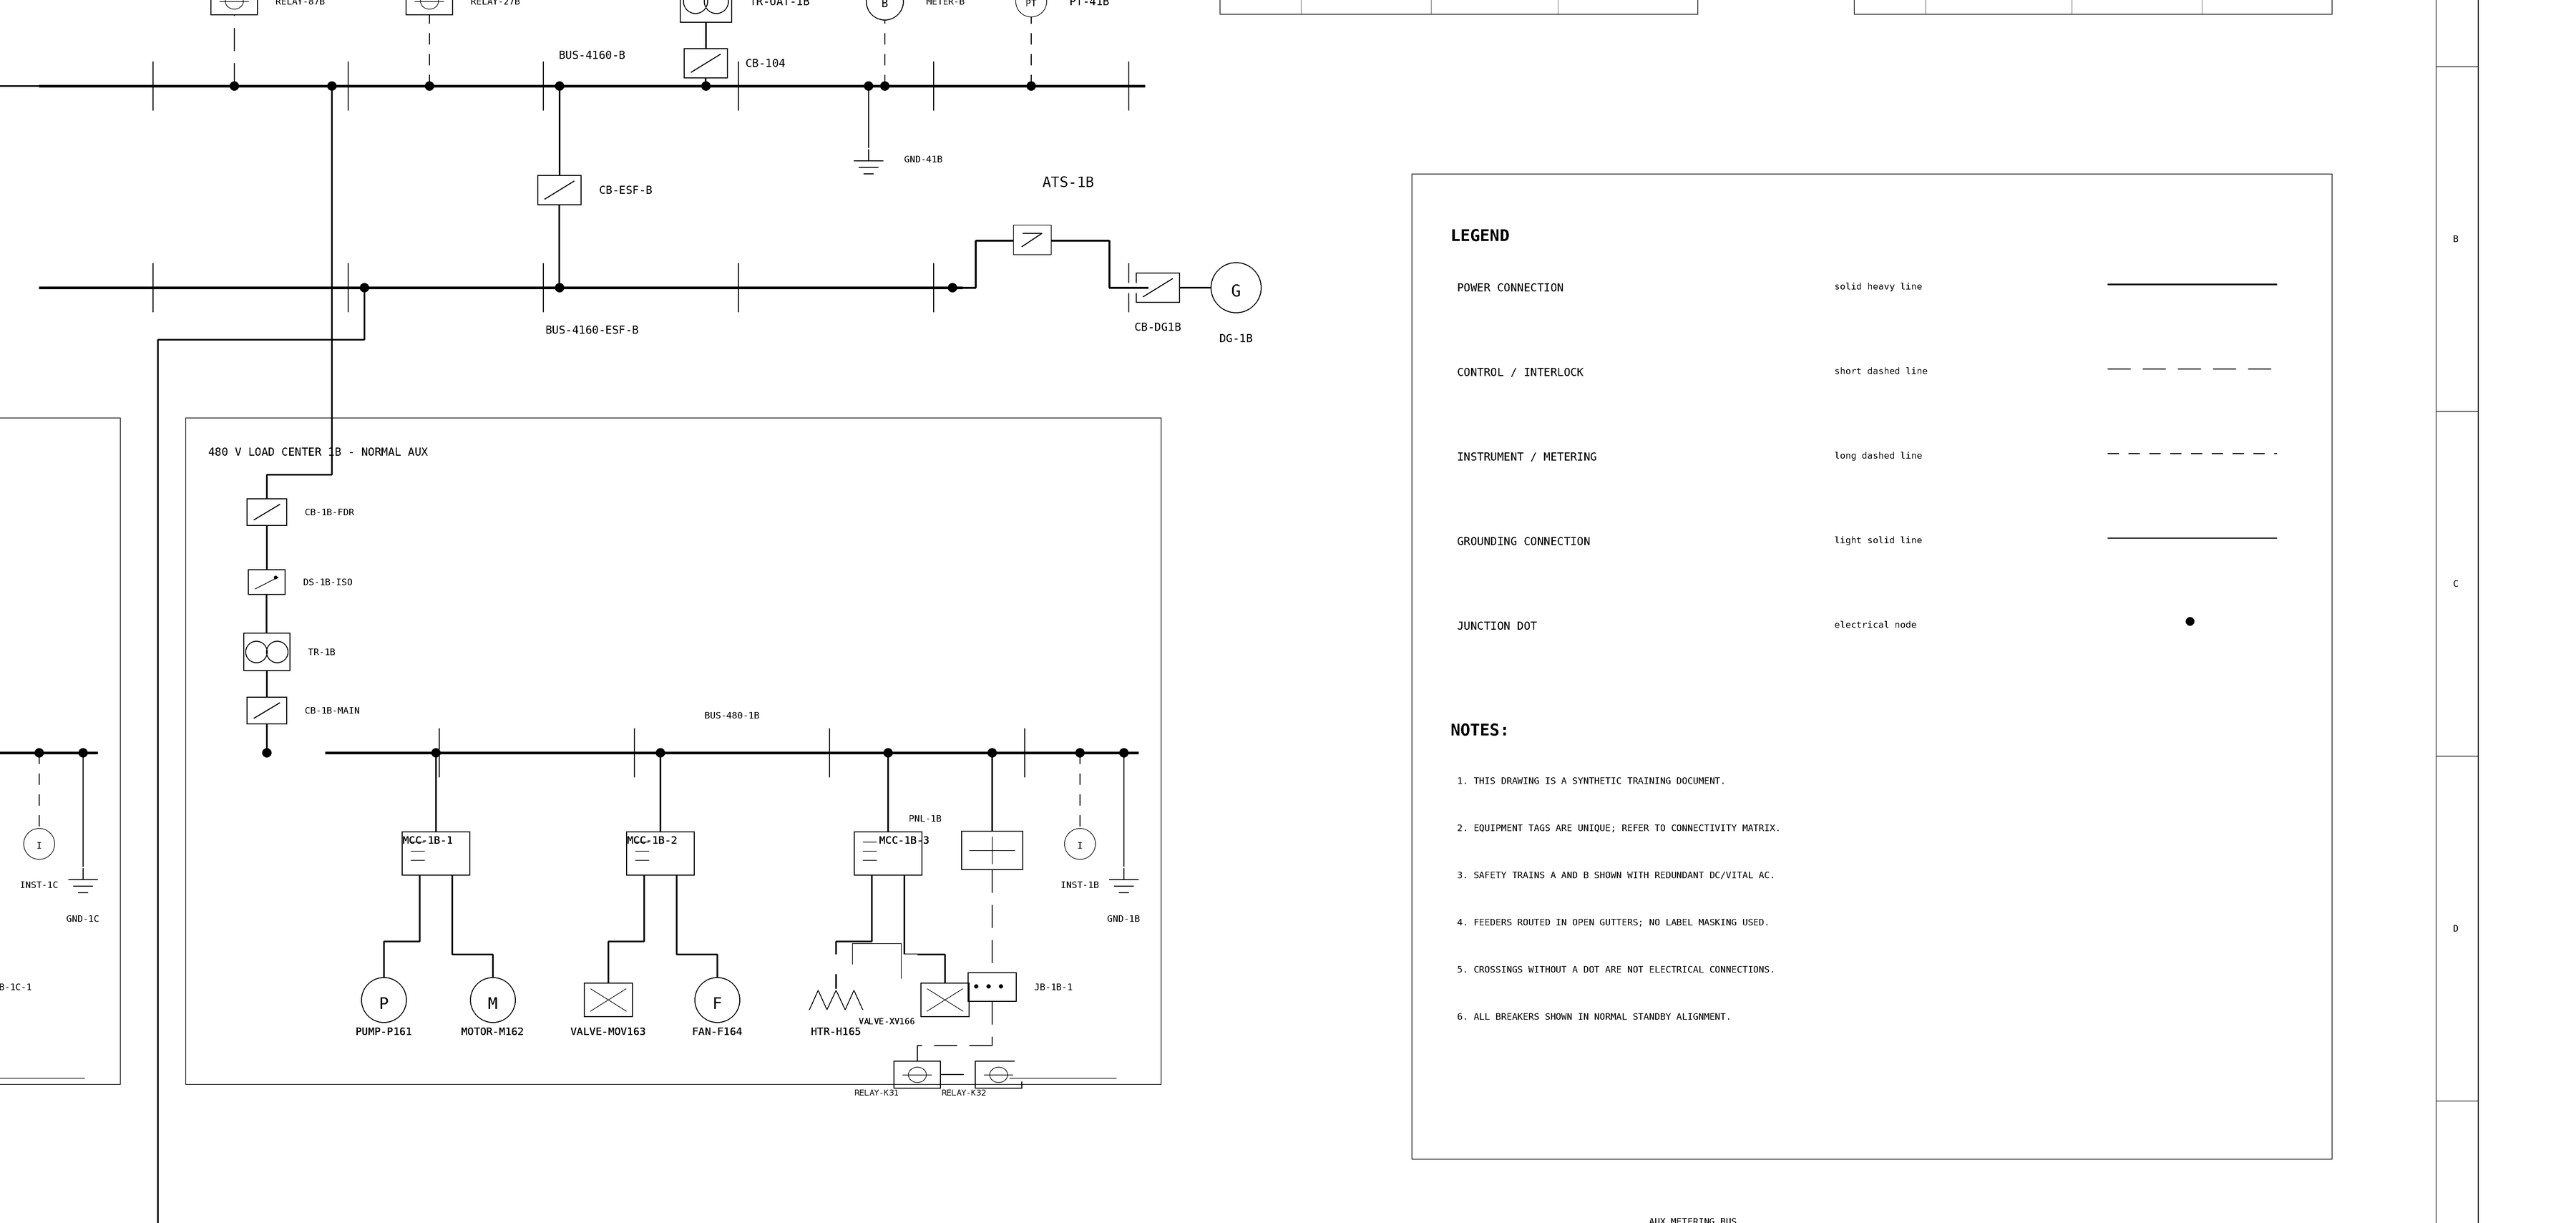 RELAY-87B
RELAY-27B
TR-UAT-1B
B
METER-B
PT
PT-41B
BUS-4160-B
CB-104
GND-41B
CB-ESF-B
ATS-1B
BUS-4160-ESF-B
CB-DG1B
G
DG-1B
480 V LOAD CENTER 1B - NORMAL AUX
CB-1B-FDR
DS-1B-ISO
TR-1B
CB-1B-MAIN
BUS-480-1B
MCC-1B-1
MCC-1B-2
MCC-1B-3
PNL-1B
I
INST-1C
GND-1C
I
INST-1B
GND-1B
B-1C-1
P
PUMP-P161
M
MOTOR-M162
VALVE-MOV163
F
FAN-F164
HTR-H165
VALVE-XV166
JB-1B-1
RELAY-K31
RELAY-K32
LEGEND
POWER CONNECTION solid heavy line
CONTROL / INTERLOCK short dashed line
INSTRUMENT / METERING long dashed line
GROUNDING CONNECTION light solid line
JUNCTION DOT electrical node
NOTES:
1. THIS DRAWING IS A SYNTHETIC TRAINING DOCUMENT.
2. EQUIPMENT TAGS ARE UNIQUE; REFER TO CONNECTIVITY MATRIX.
3. SAFETY TRAINS A AND B SHOWN WITH REDUNDANT DC/VITAL AC.
4. FEEDERS ROUTED IN OPEN GUTTERS; NO LABEL MASKING USED.
5. CROSSINGS WITHOUT A DOT ARE NOT ELECTRICAL CONNECTIONS.
6. ALL BREAKERS SHOWN IN NORMAL STANDBY ALIGNMENT.
B
C
D
AUX METERING BUS